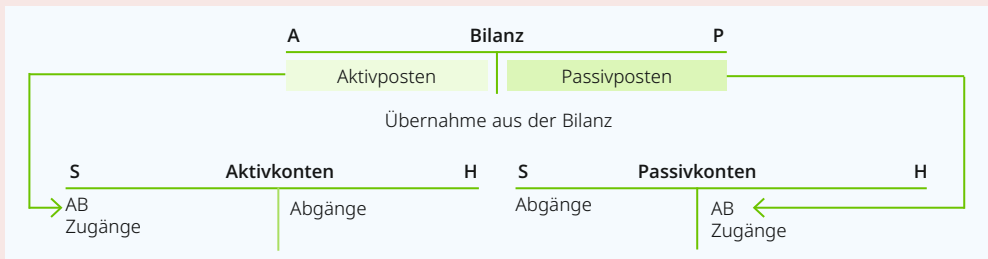 A Bilanz P
Aktivposten Passivposten
Übernahme aus der Bilanz
S Aktivkonten H
AB
Zugänge
Abgänge
S Passivkonten H
Abgänge
AB
Zugänge